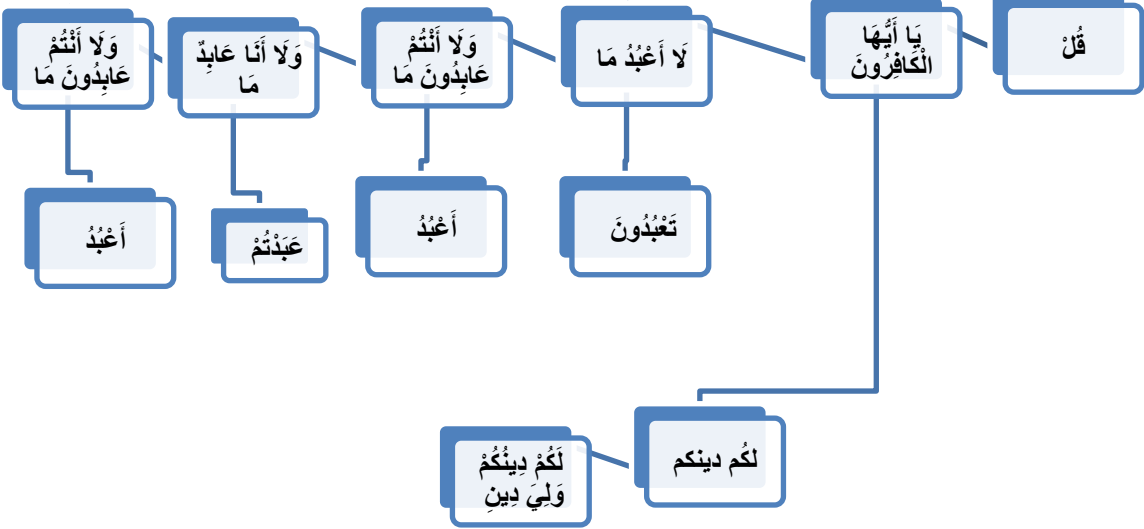 قُلْ
يَا أَيُّهَا
الْكَافِرُونَ
لَا أَعْبُدُ مَا
وَلَا أَنْتُمْ
عَابِدُونَ مَا
وَلَا أَنَا عَابِدٌ
مَا
وَلَا أَنْتُمْ
عَابِدُونَ مَا
تَعْبُدُونَ
أَعْبُدُ
عَبَدْتُمْ
أَعْبُدُ
لكُم دينكم
لَكُمْ دِينُكُمْ
وَلِيَ دِينِ